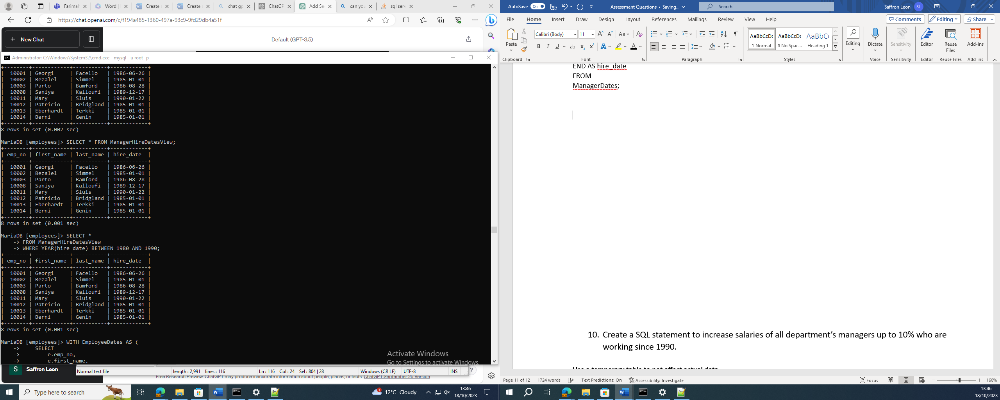 Farimah
Word |
Create
Create
chat gp
ChatGP
Add Se
can you
sql serv
https://chat.openai.com/c/f194a485-1360-497a-93c9-9fd29db4a51f
New Chat
Default (GPT-3.5)
Administrator: C:\Windows\System32\cmd.exe - mysql -u root -p
+--------+------------+-----------+------------+
| 10001 | Georgi | Facello | 1986-06-26 |
| 10002 | Bezalel | Simmel | 1985-01-01 |
| 10003 | Parto | Bamford | 1986-08-28 |
| 10008 | Saniya | Kalloufi | 1989-12-17 |
| 10011 | Mary | Sluis | 1990-01-22 |
| 10012 | Patricio | Bridgland | 1985-01-01 |
| 10013 | Eberhardt | Terkki | 1985-01-01 |
| 10014 | Berni | Genin | 1985-01-01 |
+--------+------------+-----------+------------+
8 rows in set (0.002 sec)
MariaDB [employees]> SELECT * FROM ManagerHireDatesView;
+--------+------------+-----------+------------+
| emp_no | first_name | last_name | hire_date |
+--------+------------+-----------+------------+
| 10001 | Georgi | Facello | 1986-06-26 |
| 10002 | Bezalel | Simmel | 1985-01-01 |
| 10003 | Parto | Bamford | 1986-08-28 |
| 10008 | Saniya | Kalloufi | 1989-12-17 |
| 10011 | Mary | Sluis | 1990-01-22 |
| 10012 | Patricio | Bridgland | 1985-01-01 |
| 10013 | Eberhardt | Terkki | 1985-01-01 |
| 10014 | Berni | Genin | 1985-01-01 |
+--------+------------+-----------+------------+
8 rows in set (0.001 sec)
MariaDB [employees]> SELECT *
-> FROM ManagerHireDatesView
-> WHERE YEAR(hire_date) BETWEEN 1980 AND 1990;
+--------+------------+-----------+------------+
| emp_no | first_name | last_name | hire_date |
+--------+------------+-----------+------------+
| 10001 | Georgi | Facello | 1986-06-26 |
| 10002 | Bezalel | Simmel | 1985-01-01 |
| 10003 | Parto | Bamford | 1986-08-28 |
| 10008 | Saniya | Kalloufi | 1989-12-17 |
| 10011 | Mary | Sluis | 1990-01-22 |
| 10012 | Patricio | Bridgland | 1985-01-01 |
| 10013 | Eberhardt | Terkki | 1985-01-01 |
| 10014 | Berni | Genin | 1985-01-01 |
+--------+------------+-----------+------------+
8 rows in set (0.001 sec)
MariaDB [employees]> WITH EmployeeDates AS (
-> SELECT
-> e.emp_no,
-> e.first_name,
Activate Windows
Go to Settings to activate Windows.
S Saffron Leon
Normal text file length : 2,991 lines : 116 Ln : 116 Col : 24 Sel : 804 | 28 Windows (CR LF) UTF-8 INS
Free Research Preview. ChatGPT may produce inaccurate information about people, places, or facts. ChatGPT September 25 Version
Type here to search
1
12°C Cloudy
13:46
18/10/2023
AutoSave On
Assessment Questions • Saving...
Search
Saffron Leon SL
File Home Insert Draw Design Layout References Mailings Review View Help
Comments Editing Share
Paste
Calibri (Body) 11
AaBbCcDc AaBbCcDc AaBbCc
¶ Normal ¶ No Spac... Heading 1
Editing
Dictate
Sensitivity
Editor
Reuse Files
Add-ins
Clipboard Font Paragraph Styles Voice Sensitivity Editor Reuse Files Add-ins
END AS hire_date
FROM
ManagerDates;
10. Create a SQL statement to increase salaries of all department’s managers up to 10% who are
working since 1990.
Use a temporary table to not affect actual data
Page 11 of 12 1724 words Text Predictions: On Accessibility: Investigate Focus 160%
13:46
18/10/2023